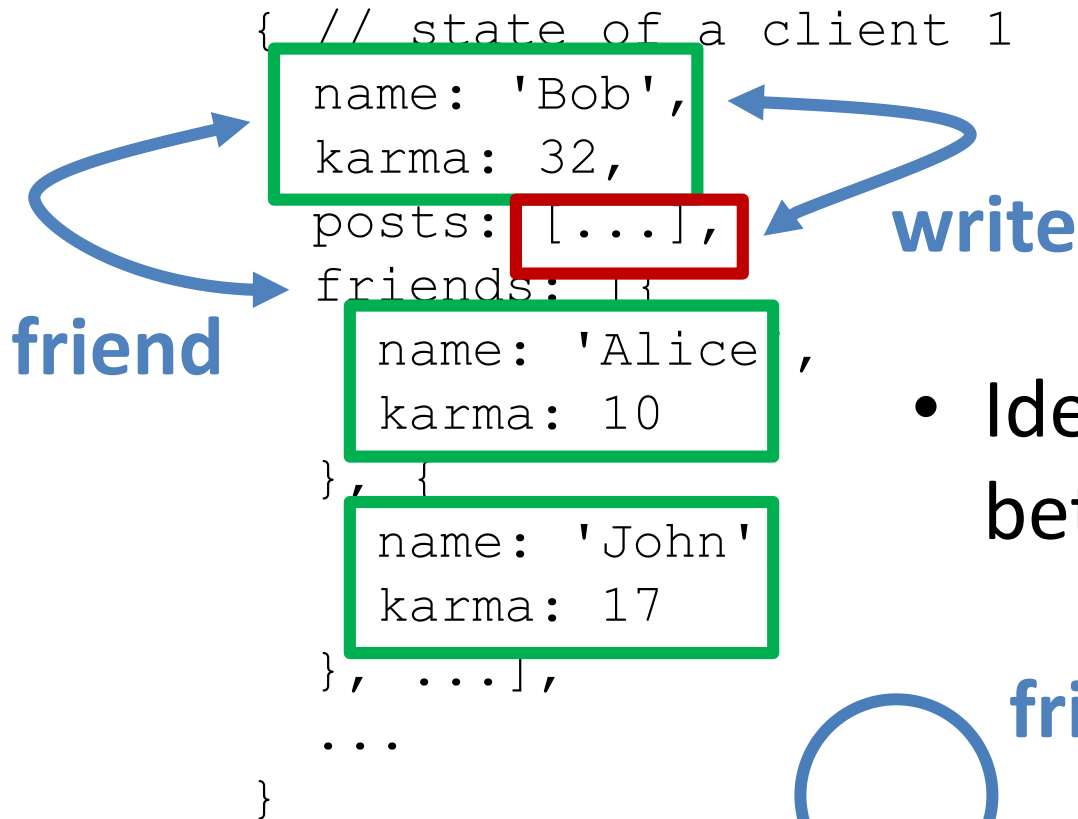 { // state of a client 1
name: 'Bob',
karma: 32,
posts: [...],
write
friends: [{
friend
name: 'Alice',
karma: 10
}, {
name: 'John'
karma: 17
}, ...],
...
}